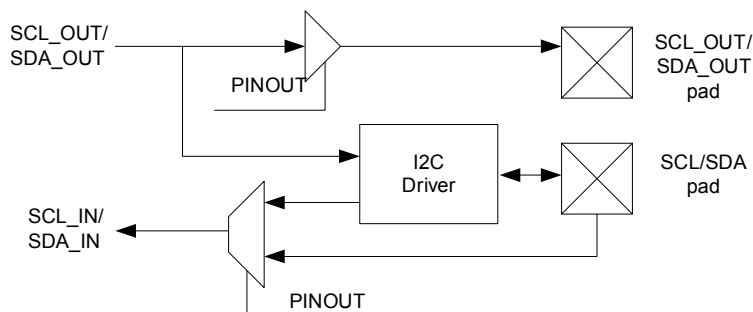 SCL_OUT/
SDA_OUT
SCL_OUT/
SDA_OUT
pad
PINOUT
I2C
Driver
SCL/SDA
pad
SCL_IN/
SDA_IN
PINOUT